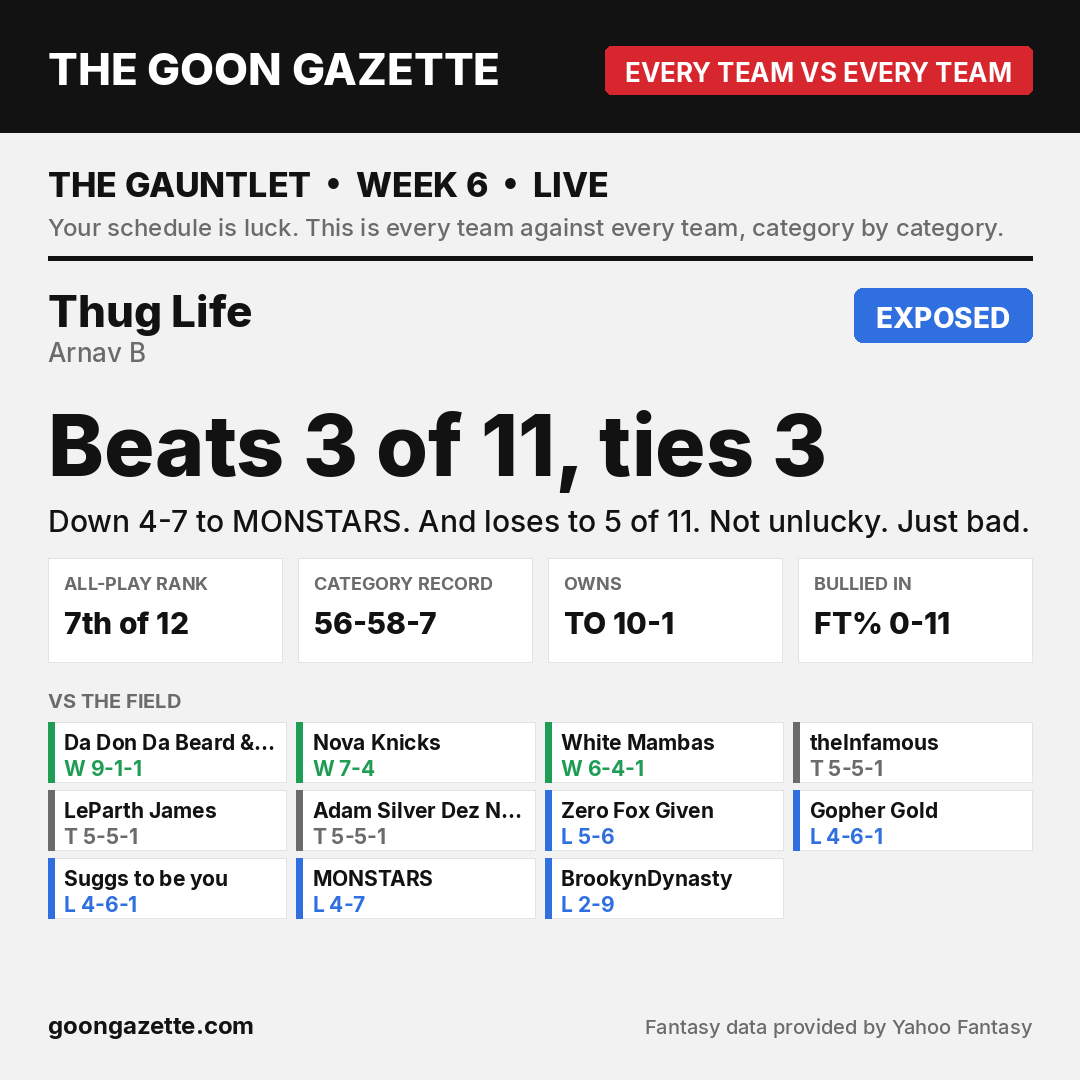 THE GOON GAZETTE
EVERY TEAM VS EVERY TEAM
THE GAUNTLET • WEEK 6 • LIVE
Your schedule is luck. This is every team against every team, category by category.
Thug Life
EXPOSED
Arnav B
Beats 3 of 11, ties 3
Down 4-7 to MONSTARS. And loses to 5 of 11. Not unlucky. Just bad.
ALL-PLAY RANK
7th of 12
CATEGORY RECORD
56-58-7
OWNS
TO 10-1
BULLIED IN
FT% 0-11
VS THE FIELD
Da Don Da Beard &...
W 9-1-1
Nova Knicks
W 7-4
White Mambas
W 6-4-1
theInfamous
T 5-5-1
LeParth James
T 5-5-1
Adam Silver Dez N...
T 5-5-1
Zero Fox Given
L 5-6
Gopher Gold
L 4-6-1
Suggs to be you
L 4-6-1
MONSTARS
L 4-7
BrookynDynasty
L 2-9
goongazette.com
Fantasy data provided by Yahoo Fantasy